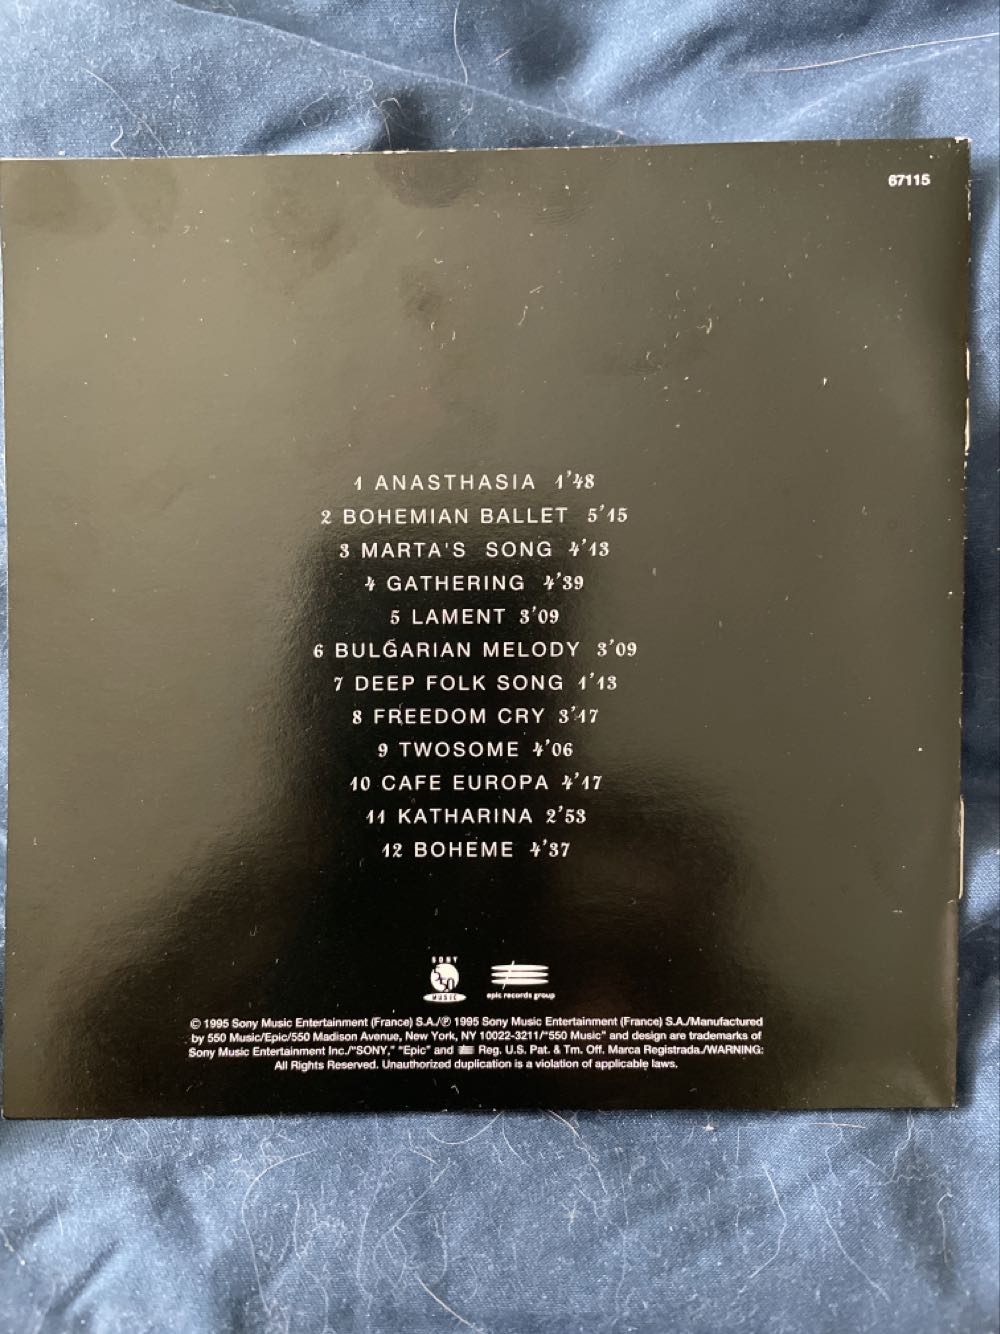 67115
1 ANASTHASIA 1'48
2 BOHEMIAN BALLET 5'15
3 MARTA'S SONG 4'13
4 GATHERING 4'39
5 LAMENT 3'09
6 BULGARIAN MELODY 3'09
7 DEEP FOLK SONG 1'13
8 FREEDOM CRY 3'17
9 TWOSOME 4'06
10 CAFE EUROPA 4'17
11 KATHARINA 2'53
12 BOHEME 4'37
SONY
550
MUSIC
epic records group
© 1995 Sony Music Entertainment (France) S.A./℗ 1995 Sony Music Entertainment (France) S.A./Manufactured
by 550 Music/Epic/550 Madison Avenue, New York, NY 10022-3211/"550 Music" and design are trademarks of
Sony Music Entertainment Inc./"SONY," "Epic" and Reg. U.S. Pat. & Tm. Off. Marca Registrada./WARNING:
All Rights Reserved. Unauthorized duplication is a violation of applicable laws.